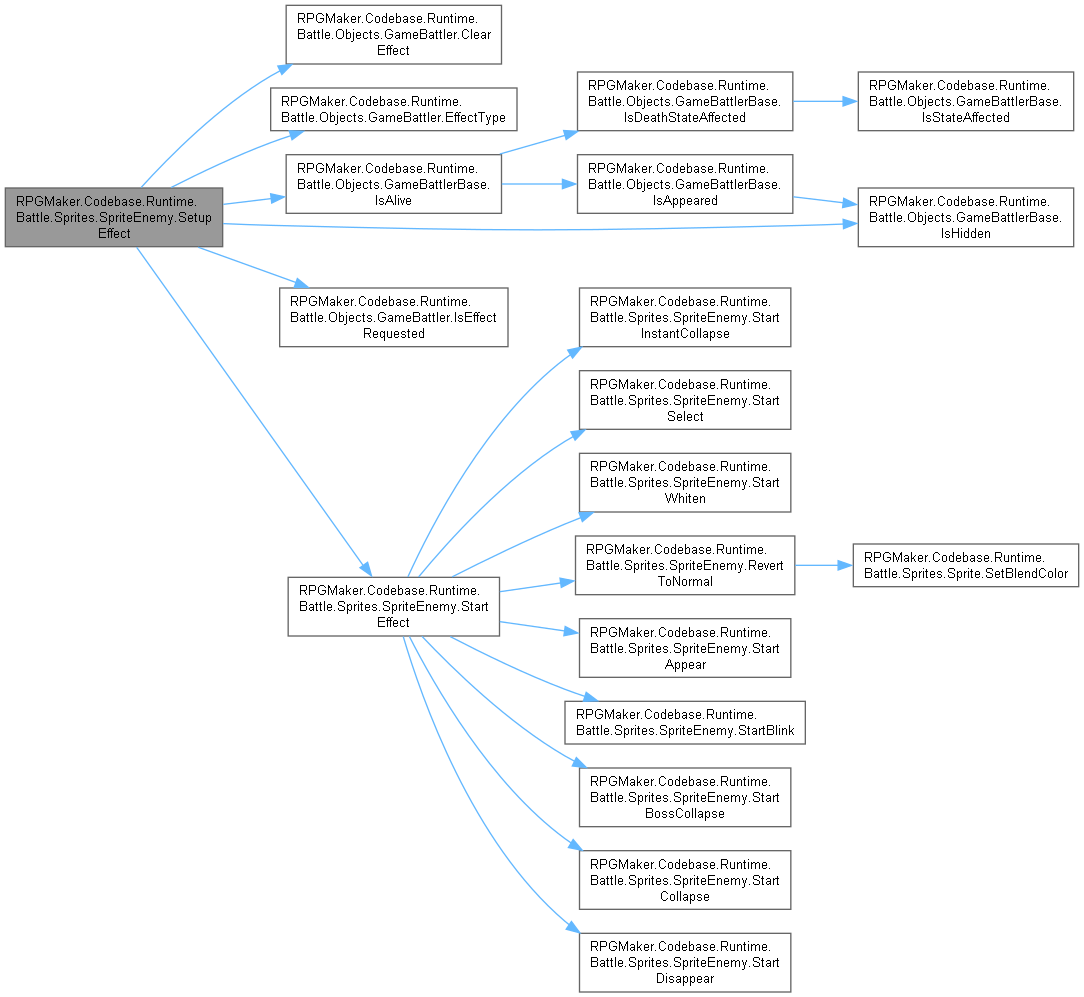 RPGMaker.Codebase.Runtime.
Battle.Sprites.SpriteEnemy.Setup
Effect
RPGMaker.Codebase.Runtime.
Battle.Objects.GameBattler.Clear
Effect
RPGMaker.Codebase.Runtime.
Battle.Objects.GameBattler.EffectType
RPGMaker.Codebase.Runtime.
Battle.Objects.GameBattlerBase.
IsAlive
RPGMaker.Codebase.Runtime.
Battle.Objects.GameBattlerBase.
IsDeathStateAffected
RPGMaker.Codebase.Runtime.
Battle.Objects.GameBattlerBase.
IsStateAffected
RPGMaker.Codebase.Runtime.
Battle.Objects.GameBattlerBase.
IsAppeared
RPGMaker.Codebase.Runtime.
Battle.Objects.GameBattlerBase.
IsHidden
RPGMaker.Codebase.Runtime.
Battle.Objects.GameBattler.IsEffect
Requested
RPGMaker.Codebase.Runtime.
Battle.Sprites.SpriteEnemy.Start
Effect
RPGMaker.Codebase.Runtime.
Battle.Sprites.SpriteEnemy.Start
InstantCollapse
RPGMaker.Codebase.Runtime.
Battle.Sprites.SpriteEnemy.Start
Select
RPGMaker.Codebase.Runtime.
Battle.Sprites.SpriteEnemy.Start
Whiten
RPGMaker.Codebase.Runtime.
Battle.Sprites.SpriteEnemy.Revert
ToNormal
RPGMaker.Codebase.Runtime.
Battle.Sprites.Sprite.SetBlendColor
RPGMaker.Codebase.Runtime.
Battle.Sprites.SpriteEnemy.Start
Appear
RPGMaker.Codebase.Runtime.
Battle.Sprites.SpriteEnemy.StartBlink
RPGMaker.Codebase.Runtime.
Battle.Sprites.SpriteEnemy.Start
BossCollapse
RPGMaker.Codebase.Runtime.
Battle.Sprites.SpriteEnemy.Start
Collapse
RPGMaker.Codebase.Runtime.
Battle.Sprites.SpriteEnemy.Start
Disappear